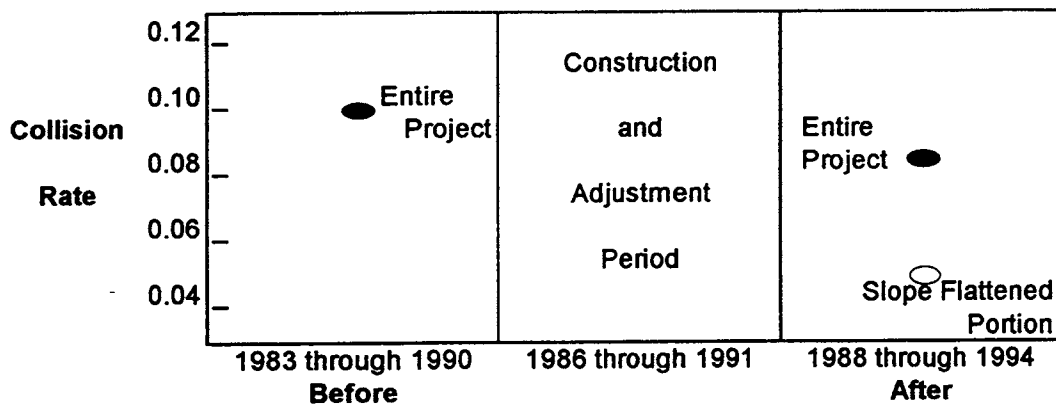 Collision
Rate
0.12
0.10
0.08
0.06
0.04
Entire
Project
Construction
and
Adjustment
Period
Entire
Project
Slope Flattened
Portion
1983 through 1990
Before
1986 through 1991
1988 through 1994
After